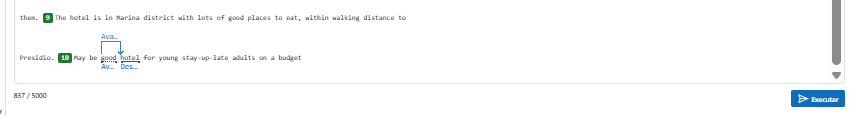 them. 9 The hotel is in Marina district with lots of good places to eat, within walking distance to
Ava...
Presidio. 10 May be good hotel for young stay-up-late adults on a budget
Av... Des...
837 / 5000
Executar